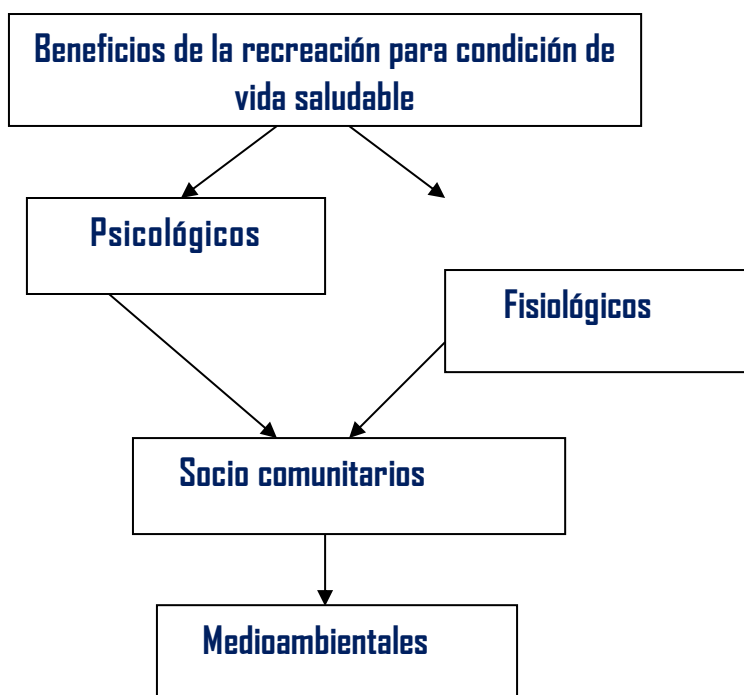 Beneficios de la recreación para condición de
vida saludable
Psicológicos
Fisiológicos
Socio comunitarios
Medioambientales